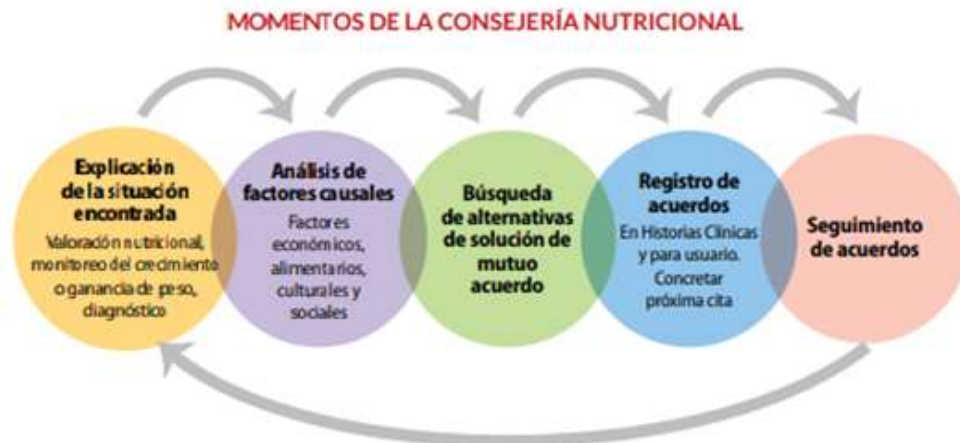 MOMENTOS DE LA CONSEJERÍA NUTRICIONAL
Explicación
de la situación
encontrada
Valoración nutricional,
monitoreo del crecimiento
o ganancia de peso,
diagnóstico
Análisis de
factores causales
Factores
económicos,
alimentarios,
culturales y
sociales
Búsqueda
de alternativas
de solución de
mutuo
acuerdo
Registro de
acuerdos
En Historias Clínicas
y para usuario.
Concretar
próxima cita
Seguimiento
de acuerdos